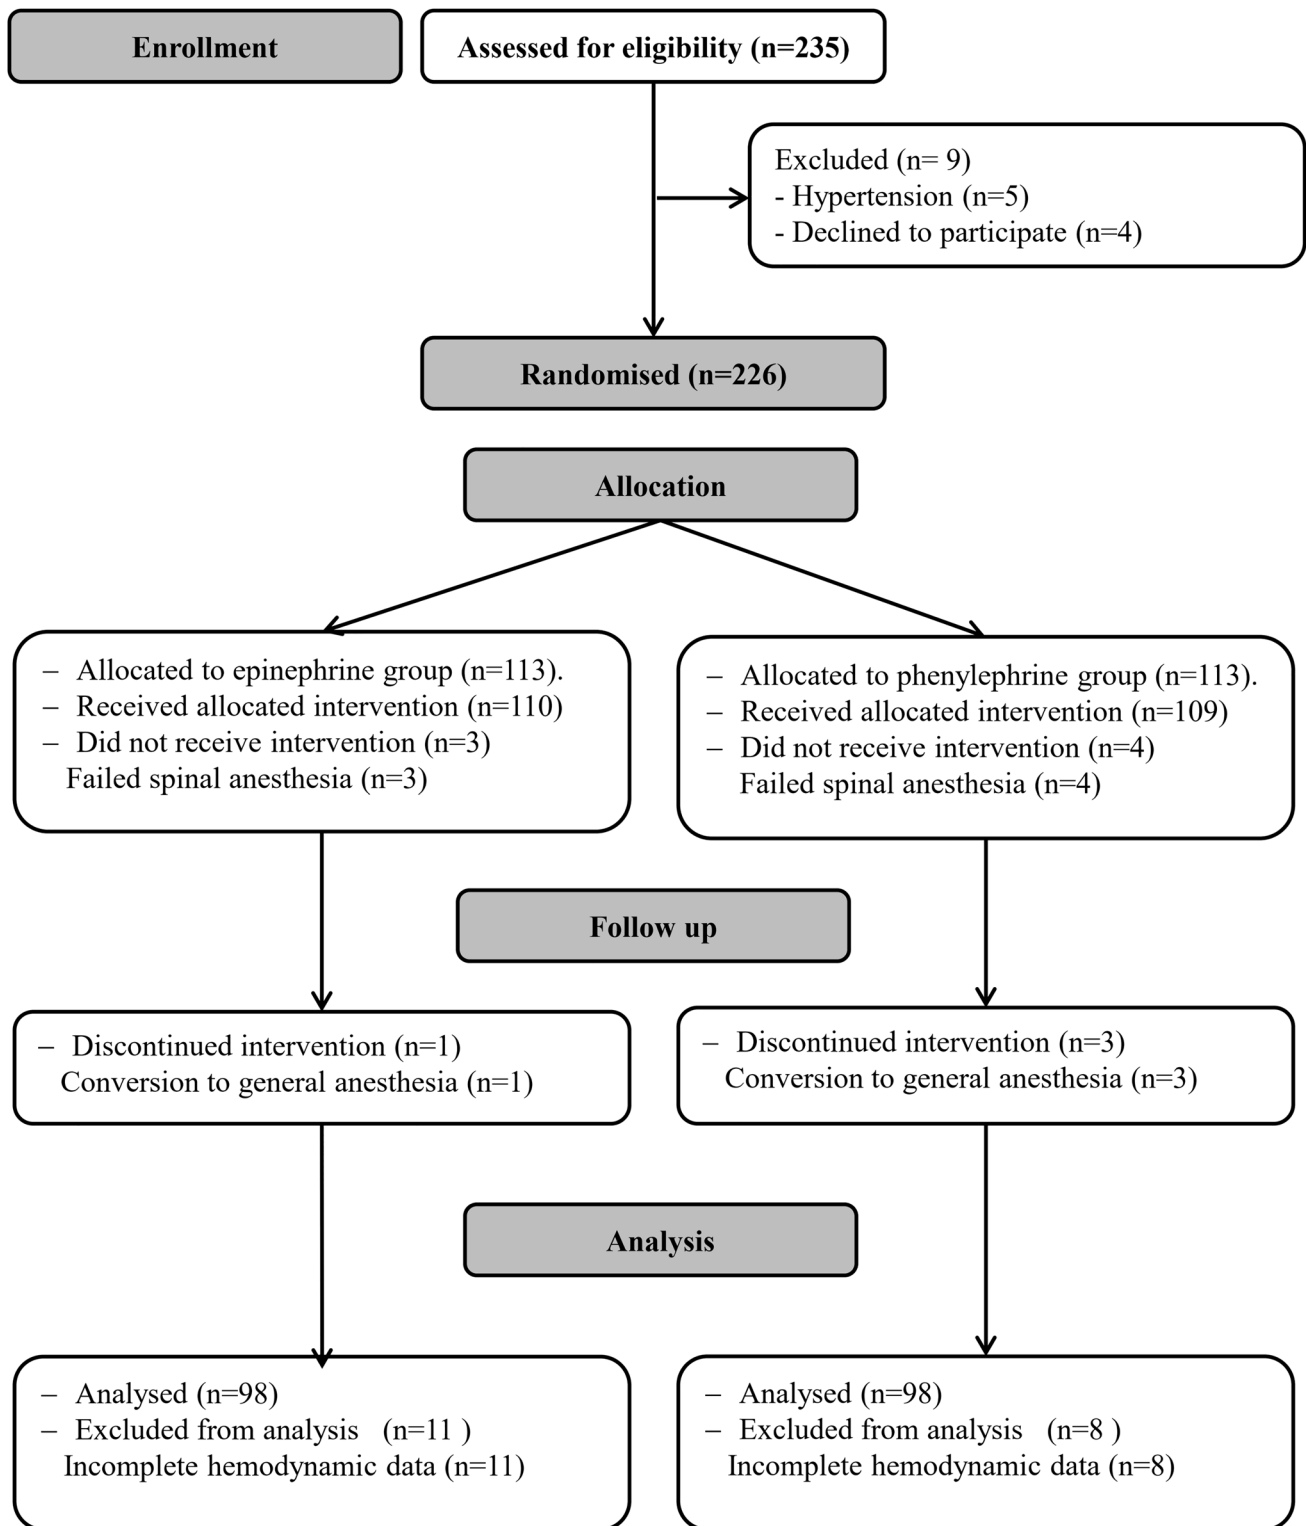 Enrollment
Assessed for eligibility (n=235)
Excluded (n= 9)
- Hypertension (n=5)
- Declined to participate (n=4)
Randomised (n=226)
Allocation
– Allocated to epinephrine group (n=113).
– Received allocated intervention (n=110)
– Did not receive intervention (n=3)
Failed spinal anesthesia (n=3)
– Allocated to phenylephrine group (n=113).
– Received allocated intervention (n=109)
– Did not receive intervention (n=4)
Failed spinal anesthesia (n=4)
Follow up
– Discontinued intervention (n=1)
Conversion to general anesthesia (n=1)
– Discontinued intervention (n=3)
Conversion to general anesthesia (n=3)
Analysis
– Analysed (n=98)
– Excluded from analysis (n=11 )
Incomplete hemodynamic data (n=11)
– Analysed (n=98)
– Excluded from analysis (n=8 )
Incomplete hemodynamic data (n=8)